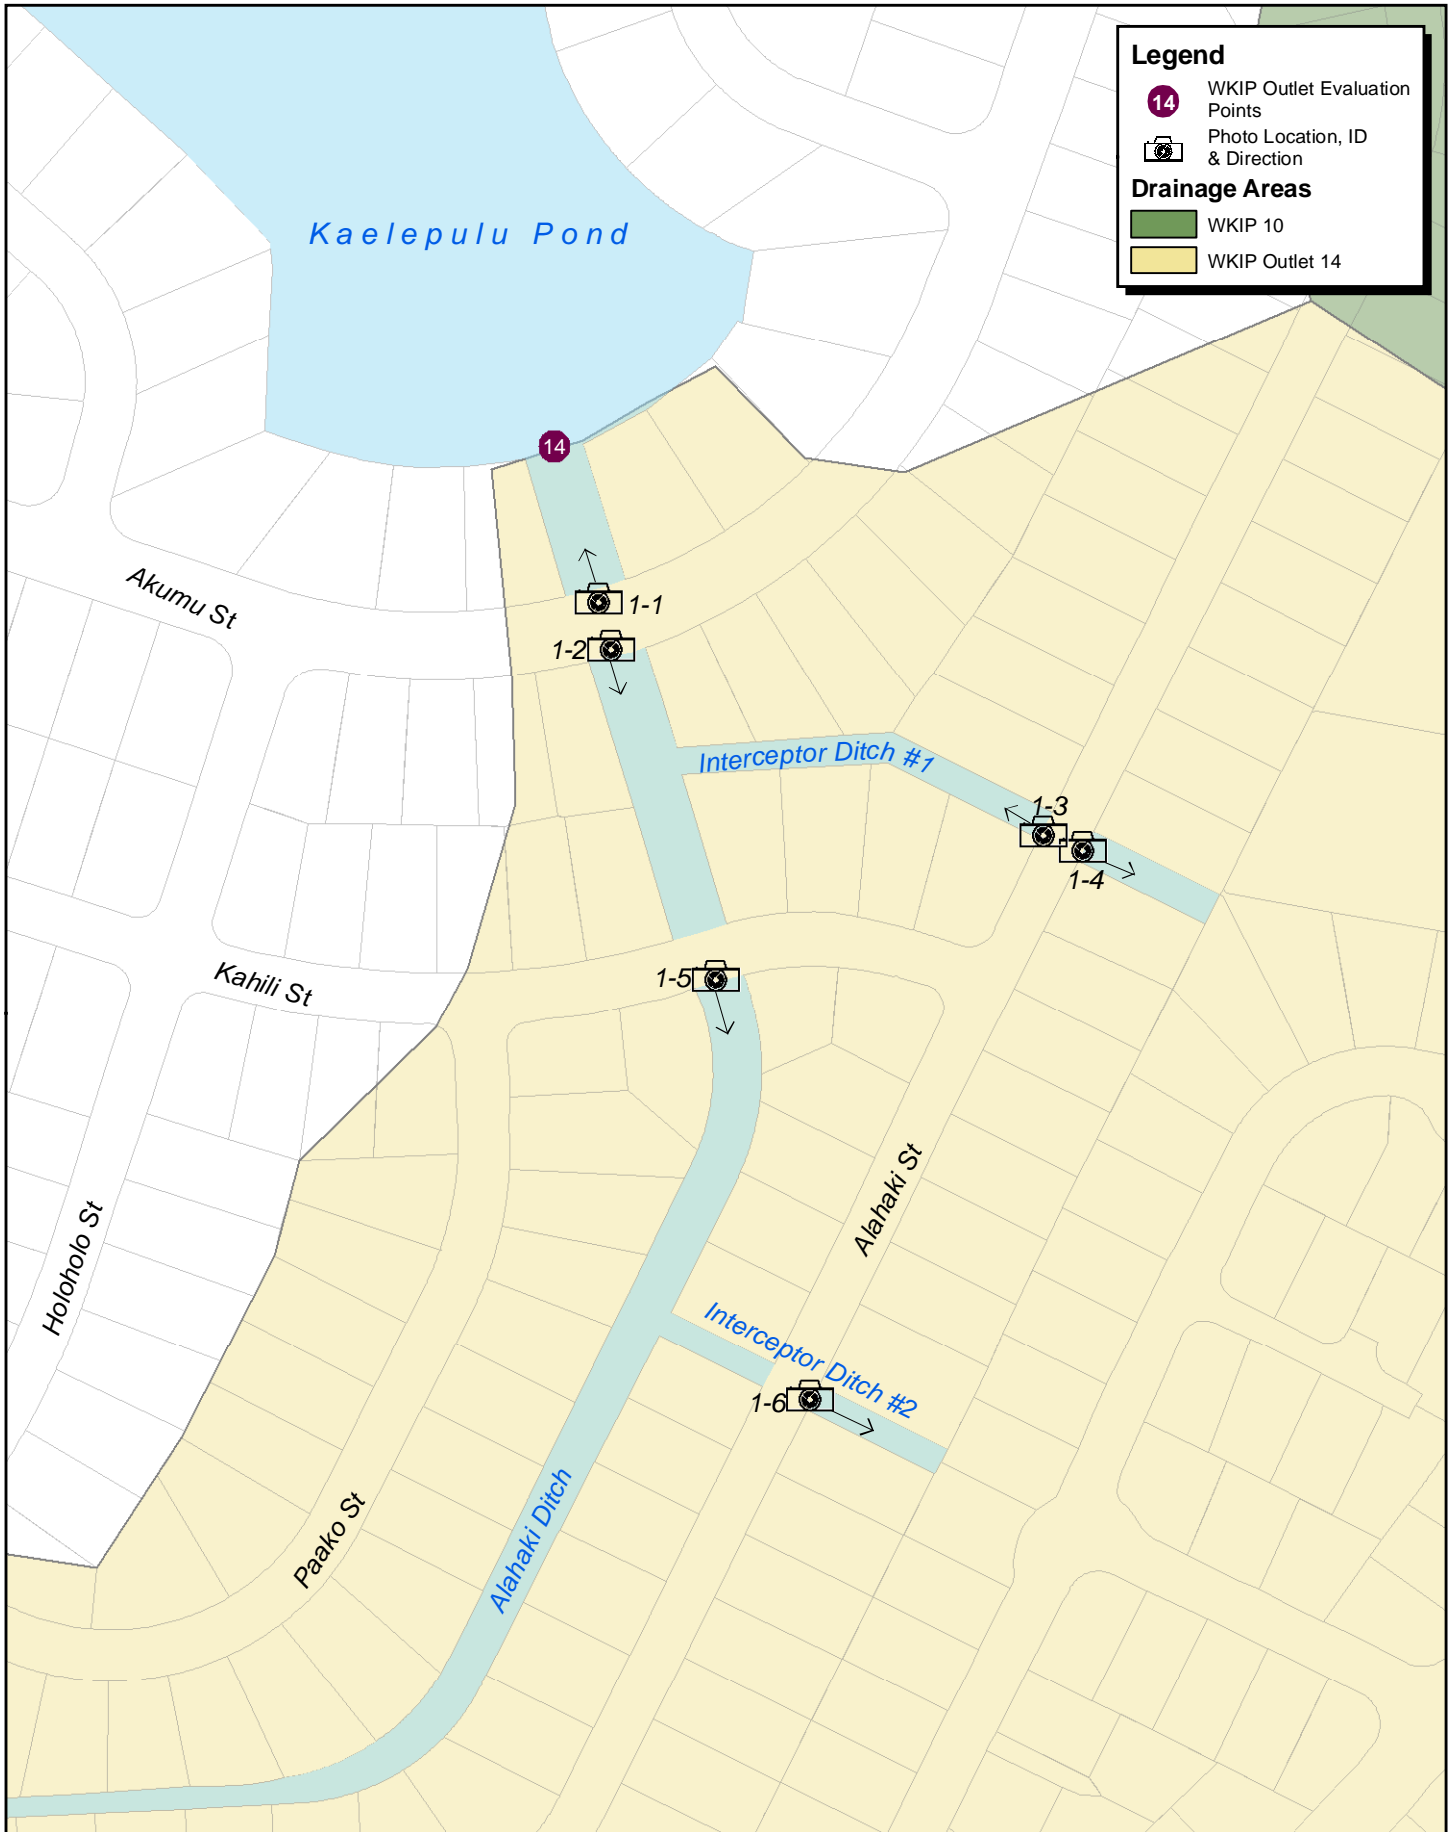 Legend
14
WKIP Outlet Evaluation
Points
Photo Location, ID
& Direction
Drainage Areas
WKIP 10
WKIP Outlet 14
Kaelepulu Pond
14
Akumu St
1-1
1-2
Interceptor Ditch #1
1-3
1-4
Kahili St
1-5
Alahaki St
Holoholo St
Interceptor Ditch #2
1-6
Paako St
Alahaki Ditch